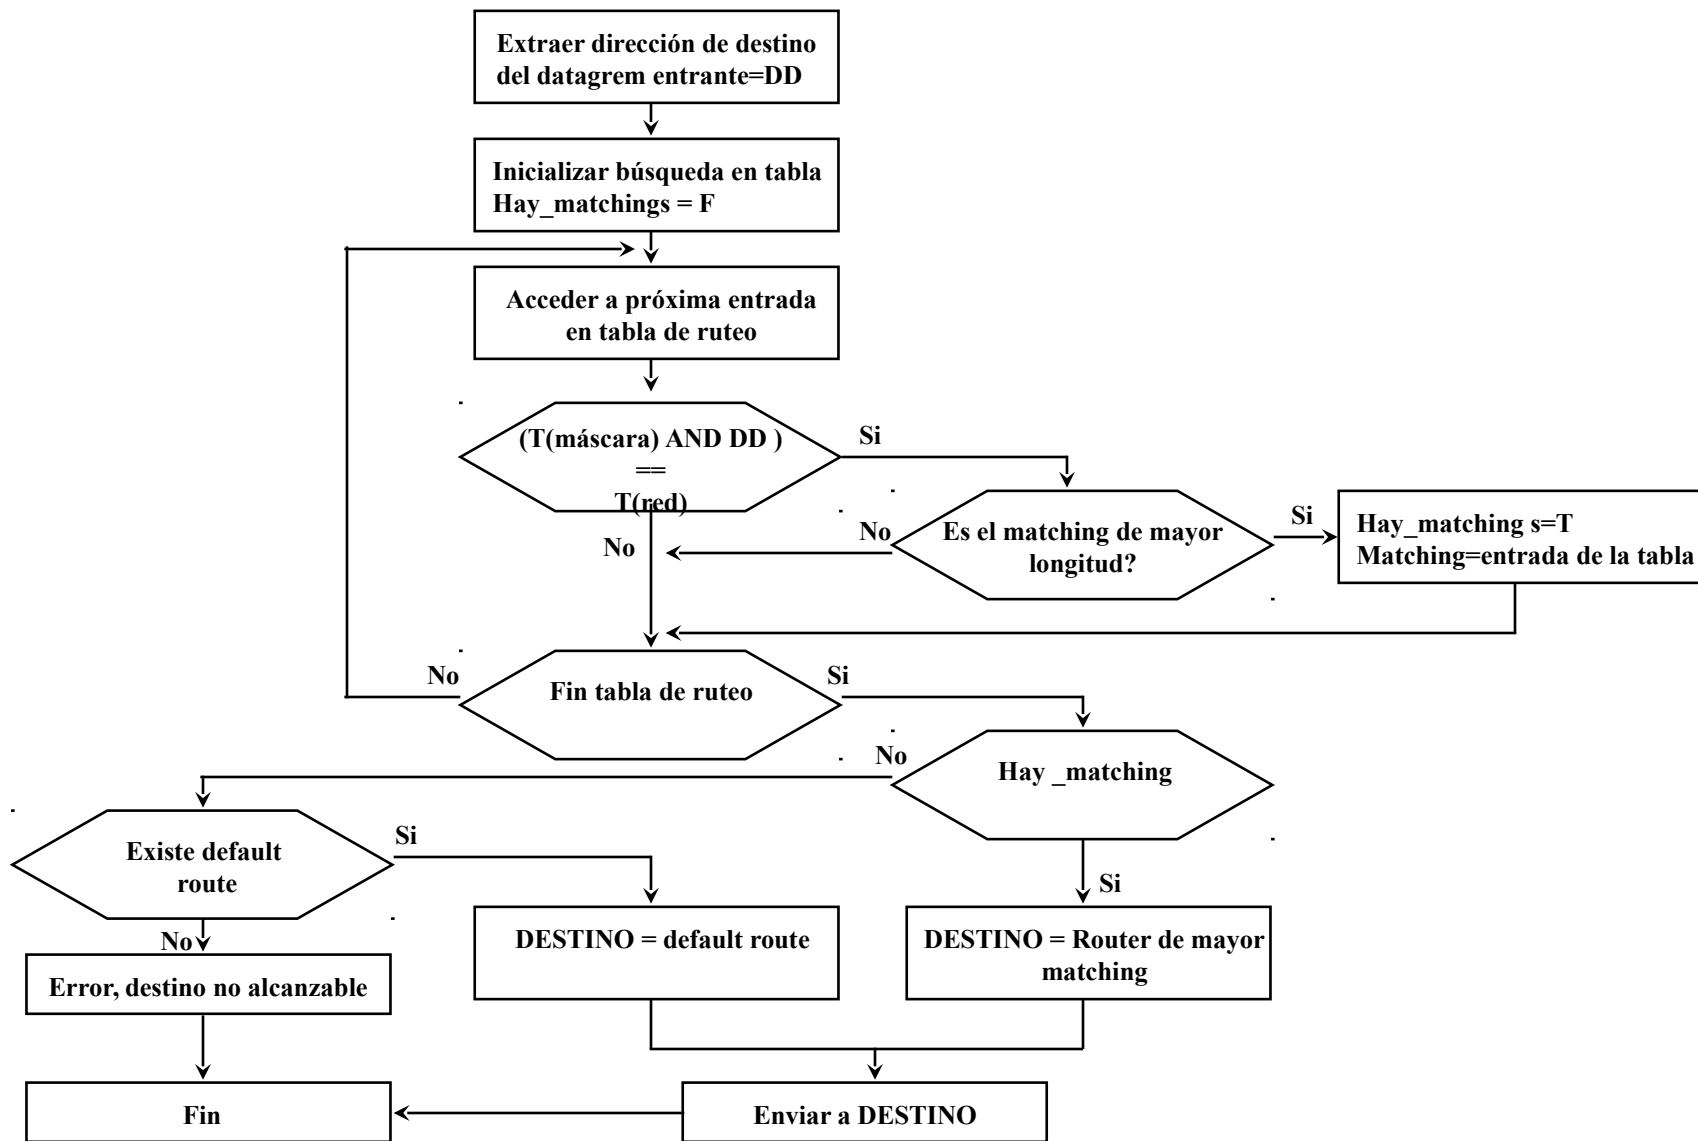 Extraer dirección de destino
del datagrem entrante=DD
Inicializar búsqueda en tabla
Hay_matchings = F
Acceder a próxima entrada
en tabla de ruteo
(T(máscara) AND DD )
==
T(red)
Si
No
Es el matching de mayor
longitud?
No
Si
Hay_matching s=T
Matching=entrada de la tabla
Fin tabla de ruteo
No
Si
Hay _matching
No
Si
Existe default
route
Si
No
DESTINO = default route
DESTINO = Router de mayor
matching
Error, destino no alcanzable
Fin
Enviar a DESTINO